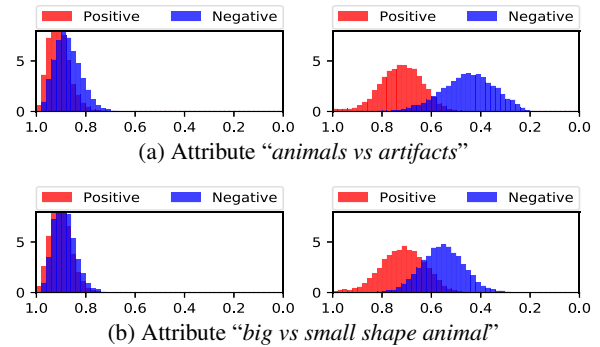 Positive Negative Positive Negative
5 5
0 0
1.0 0.8 0.6 0.4 0.2 0.0 1.0 0.8 0.6 0.4 0.2 0.0
(a) Attribute “animals vs artifacts”
Positive Negative Positive Negative
5 5
0 0
1.0 0.8 0.6 0.4 0.2 0.0 1.0 0.8 0.6 0.4 0.2 0.0
(b) Attribute “big vs small shape animal”